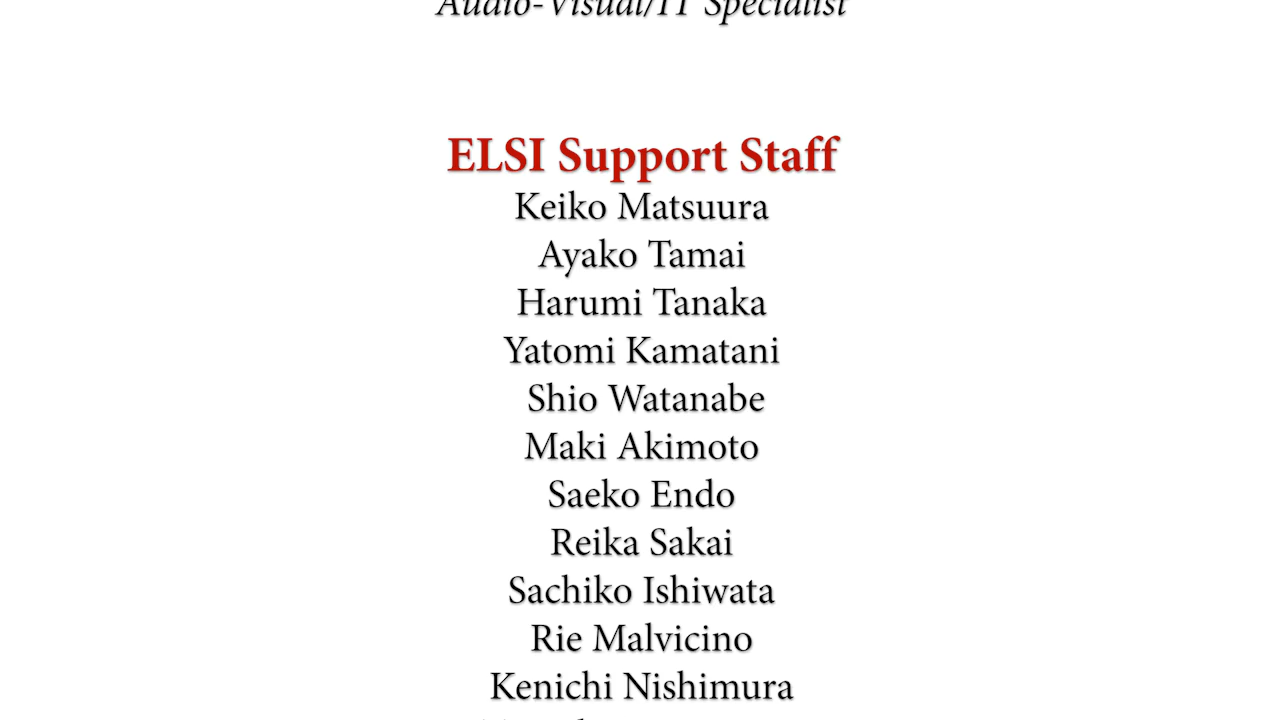 Audio-Visual/IT Specialist
ELSI Support Staff
Keiko Matsuura
Ayako Tamai
Harumi Tanaka
Yatomi Kamatani
Shio Watanabe
Maki Akimoto
Saeko Endo
Reika Sakai
Sachiko Ishiwata
Rie Malvicino
Kenichi Nishimura